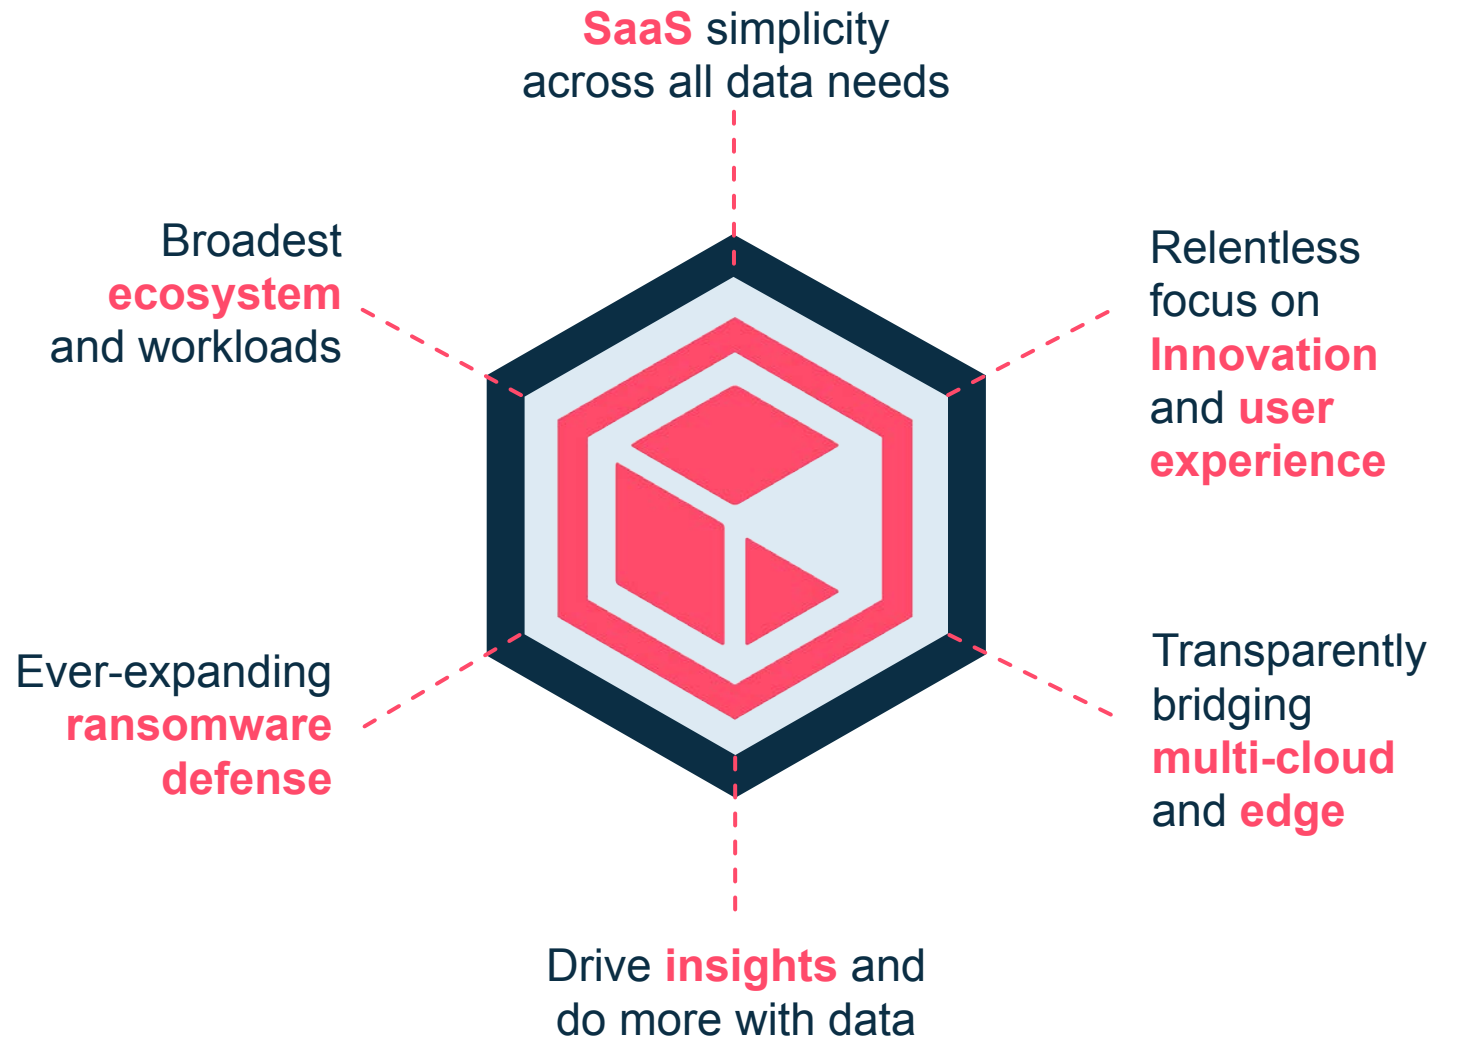 SaaS simplicity
across all data needs
Broadest
ecosystem
and workloads
Relentless
focus on
Innovation
and user
experience
Ever-expanding
ransomware
defense
Transparently
bridging
multi-cloud
and edge
Drive insights and
do more with data